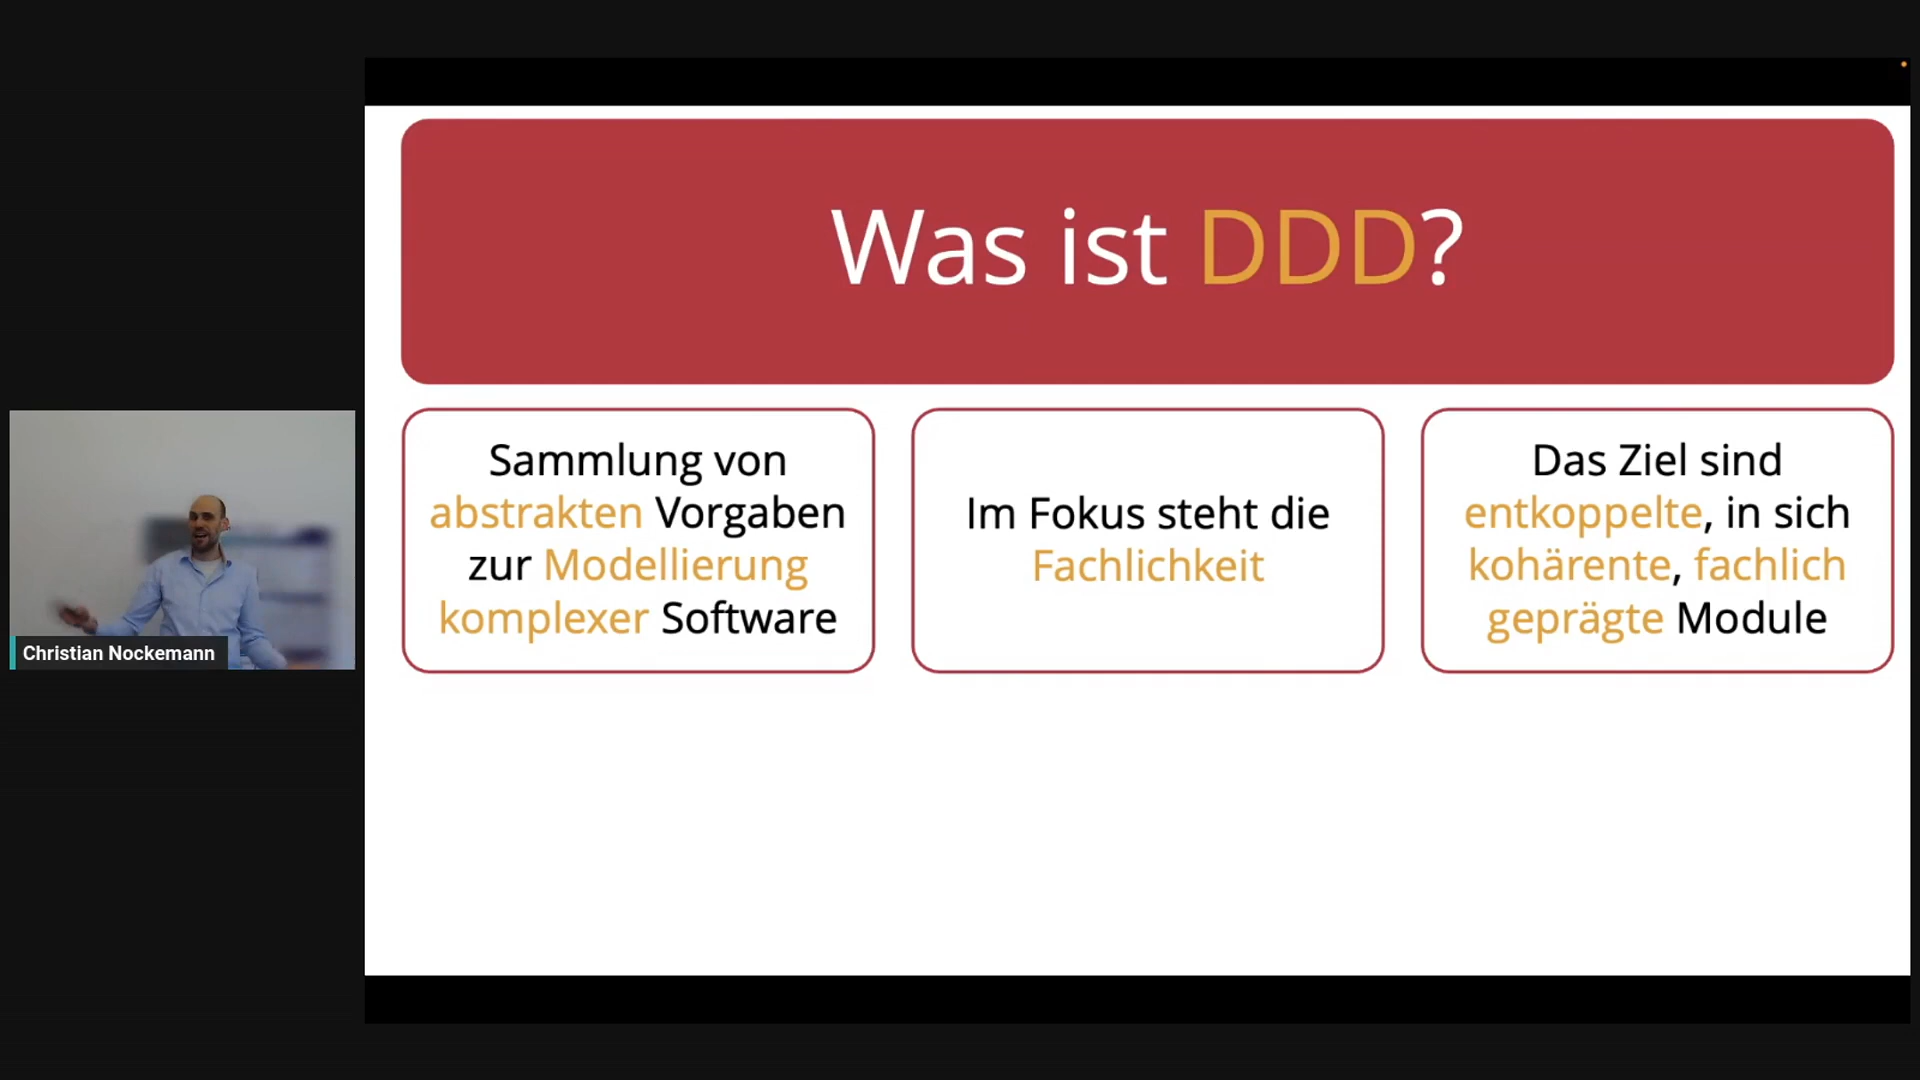 Was ist DDD?
Sammlung von
abstrakten Vorgaben
zur Modellierung
komplexer Software
Im Fokus steht die
Fachlichkeit
Das Ziel sind
entkoppelte, in sich
kohärente, fachlich
geprägte Module
Christian Nockemann